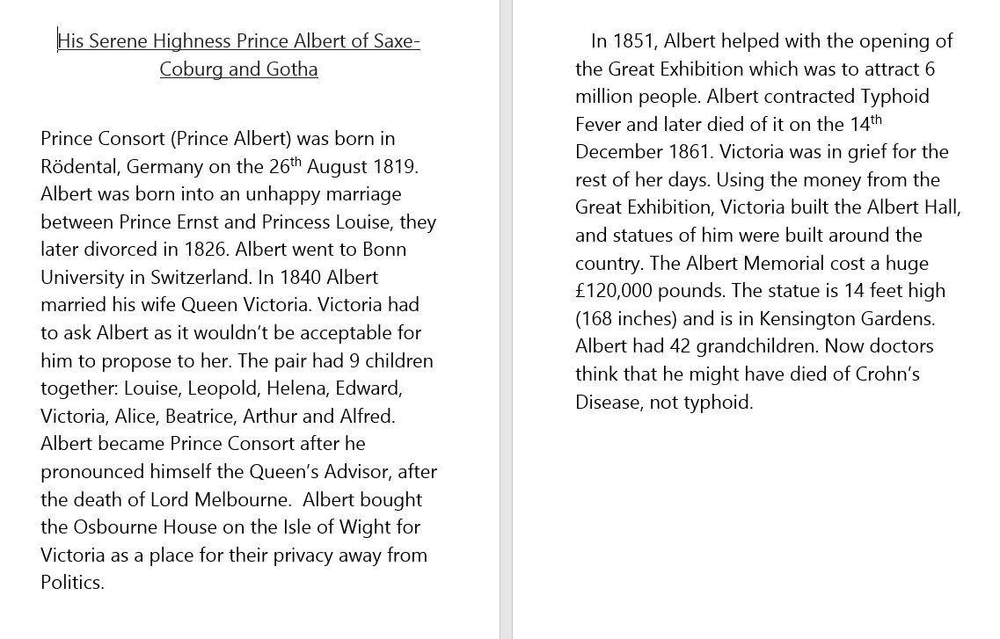 His Serene Highness Prince Albert of Saxe-
Coburg and Gotha
Prince Consort (Prince Albert) was born in
Rödental, Germany on the 26th August 1819.
Albert was born into an unhappy marriage
between Prince Ernst and Princess Louise, they
later divorced in 1826. Albert went to Bonn
University in Switzerland. In 1840 Albert
married his wife Queen Victoria. Victoria had
to ask Albert as it wouldn’t be acceptable for
him to propose to her. The pair had 9 children
together: Louise, Leopold, Helena, Edward,
Victoria, Alice, Beatrice, Arthur and Alfred.
Albert became Prince Consort after he
pronounced himself the Queen’s Advisor, after
the death of Lord Melbourne.  Albert bought
the Osbourne House on the Isle of Wight for
Victoria as a place for their privacy away from
Politics.
In 1851, Albert helped with the opening of
the Great Exhibition which was to attract 6
million people. Albert contracted Typhoid
Fever and later died of it on the 14th
December 1861. Victoria was in grief for the
rest of her days. Using the money from the
Great Exhibition, Victoria built the Albert Hall,
and statues of him were built around the
country. The Albert Memorial cost a huge
£120,000 pounds. The statue is 14 feet high
(168 inches) and is in Kensington Gardens.
Albert had 42 grandchildren. Now doctors
think that he might have died of Crohn’s
Disease, not typhoid.